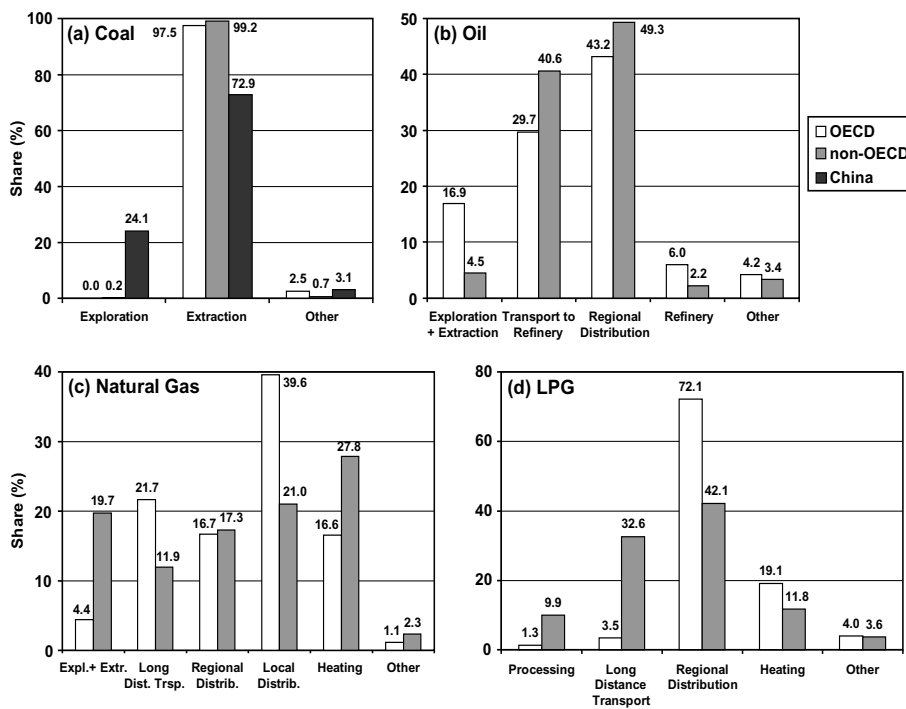 (a) Coal
Share (%)
100
80
60
40
20
0
0.0 0.2 24.1
97.5 99.2 72.9
2.5 0.7 3.1
Exploration Extraction Other
(b) Oil
50
40
30
20
10
0
16.9 4.5
29.7 40.6
43.2 49.3
6.0 2.2
4.2 3.4
Exploration + Extraction
Transport to Refinery
Regional Distribution
Refinery
Other
OECD
non-OECD
China
(c) Natural Gas
Share (%)
40
30
20
10
0
4.4 19.7
21.7 11.9
16.7 17.3
39.6 21.0
16.6 27.8
1.1 2.3
Expl.+ Extr.
Long Dist. Trsp.
Regional Distrib.
Local Distrib.
Heating
Other
(d) LPG
80
60
40
20
0
1.3 9.9
3.5 32.6
72.1 42.1
19.1 11.8
4.0 3.6
Processing
Long Distance Transport
Regional Distribution
Heating
Other